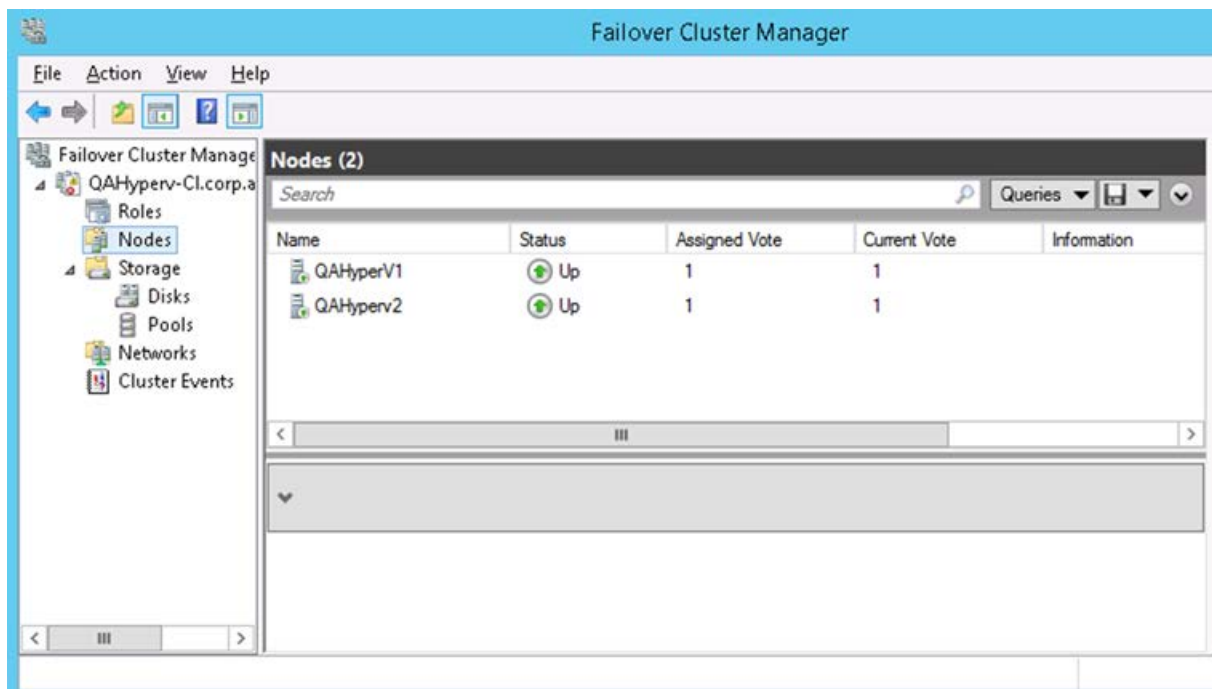 Failover Cluster Manager
File Action View Help
Failover Cluster Manage
QAHyperv-Cl.corp.a
Roles
Nodes
Storage
Disks
Pools
Networks
Cluster Events
Nodes (2)
Search
Queries
Name Status Assigned Vote Current Vote Information
QAHyperV1 Up 1 1
QAHyperv2 Up 1 1